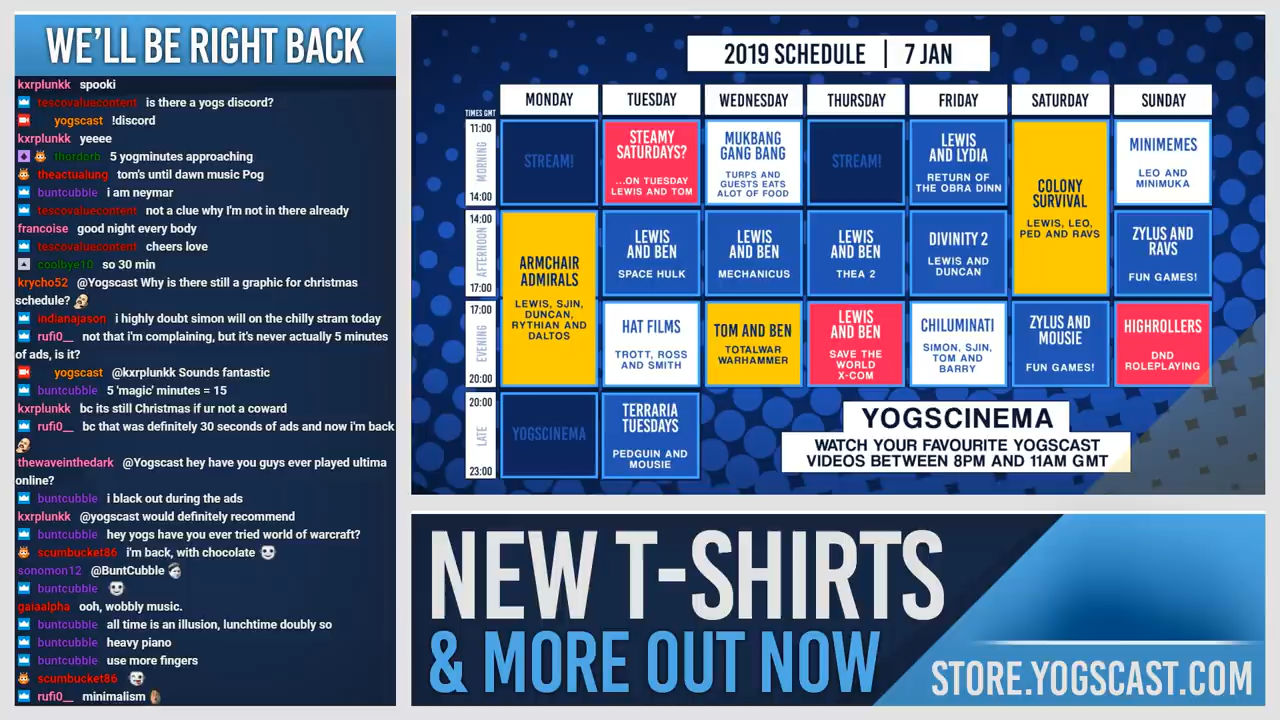 WE'LL BE RIGHT BACK
kxrplunkk spooki
tescovaluecontent is there a yogs discord?
yogscast !discord
kxrplunkk yeeee
thordorb 5 yogminutes approaching
theactualung ton's until dawn music Pog
buntcubble i am neymar
tescovaluecontent not a clue why I'm not in there already
francoise good night every body
tescovaluecontent cheers love
coolbye10 so 30 min
krycho52 @Yogscast Why is there still a graphic for christmas
schedule?
indianajason i highly doubt simon will on the chilly stram today
rufi0__ not that i'm complaining, but it's never actually 5 minutes
of ads, is it?
yogscast @kxrplunkk Sounds fantastic
buntcubble 5 'magic' minutes = 15
kxrplunkk bc its still Christmas if ur not a coward
rufi0__ bc that was definitely 30 seconds of ads and now i'm back
thewaveinthedark @Yogscast hey have you guys ever played ultima
online?
buntcubble i black out during the ads
kxrplunkk @yogscast would definitely recommend
buntcubble hey yogs have you ever tried world of warcraft?
scumbucket86 i'm back, with chocolate
sonomon12 @BuntCubble
buntcubble
gaiaalpha ooh, wobbly music.
buntcubble all time is an illusion, lunchtime doubly so
buntcubble heavy piano
buntcubble use more fingers
scumbucket86
rufi0__ minimalism
2019 SCHEDULE | 7 JAN
TIMES GMT
MONDAY TUESDAY WEDNESDAY THURSDAY FRIDAY SATURDAY SUNDAY
11:00
MORNING
14:00
STREAM!
STEAMY
SATURDAYS?
...ON TUESDAY
LEWIS AND TOM
MUKBANG
GANG BANG
TURPS AND
GUESTS EATS
ALOT OF FOOD
STREAM!
LEWIS
AND LYDIA
RETURN OF
THE OBRA DINN
COLONY
SURVIVAL
LEWIS, LEO,
PED AND RAVS
MINIMEMES
LEO AND
MINIMUKA
14:00
AFTERNOON
17:00
ARMCHAIR
ADMIRALS
LEWIS, SJIN,
DUNCAN,
RYTHIAN AND
DALTOS
LEWIS
AND BEN
SPACE HULK
LEWIS
AND BEN
MECHANICUS
LEWIS
AND BEN
THEA 2
DIVINITY 2
LEWIS AND
DUNCAN
ZYLUS AND
RAVS
FUN GAMES!
17:00
EVENING
20:00
HAT FILMS
TROTT, ROSS
AND SMITH
TOM AND BEN
TOTALWAR
WARHAMMER
LEWIS
AND BEN
SAVE THE
WORLD
X-COM
CHILUMINATI
SIMON, SJIN,
TOM AND
BARRY
ZYLUS AND
MOUSIE
FUN GAMES!
HIGHROLLERS
DND
ROLEPLAYING
20:00
LATE
23:00
YOGSCINEMA
TERRARIA
TUESDAYS
PEDGUIN AND
MOUSIE
YOGSCINEMA
WATCH YOUR FAVOURITE YOGSCAST
VIDEOS BETWEEN 8PM AND 11AM GMT
NEW T-SHIRTS
& MORE OUT NOW
STORE.YOGSCAST.COM